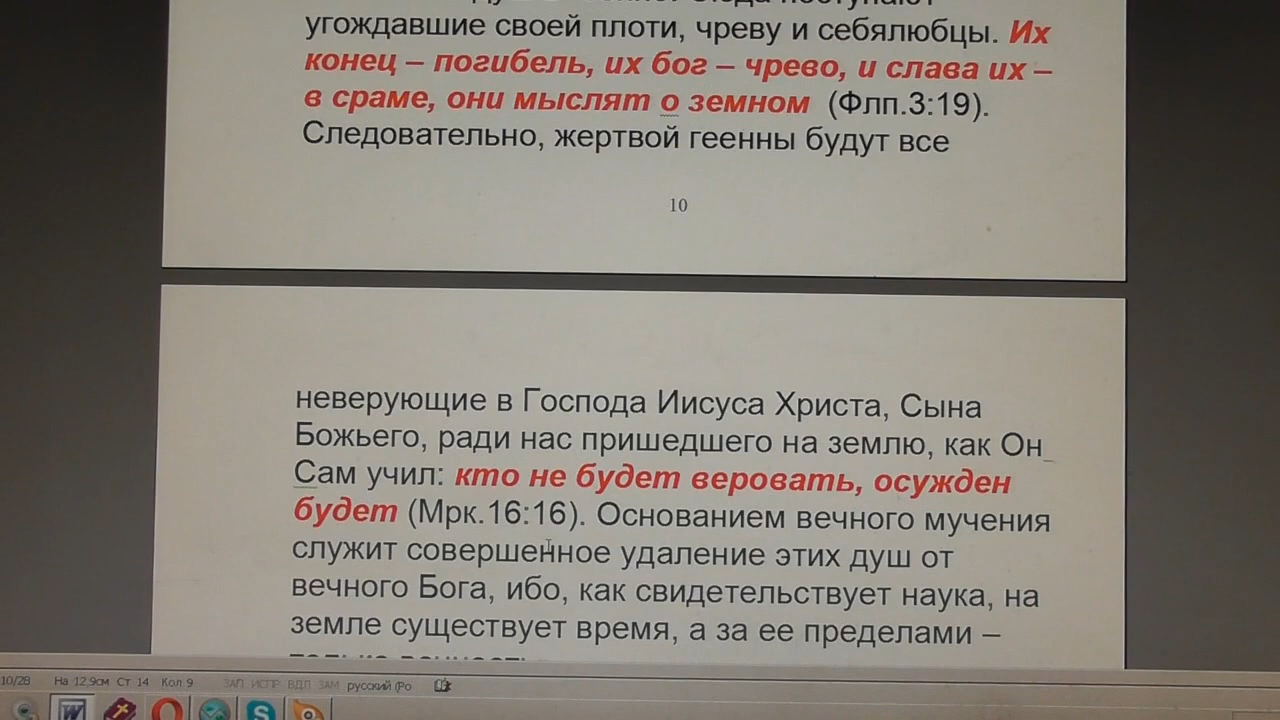 угождавшие своей плоти, чреву и себялюбцы. Их
конец – погибель, их бог – чрево, и слава их –
в сраме, они мыслят о земном (Флп.3:19).
Следовательно, жертвой геенны будут все
10
неверующие в Господа Иисуса Христа, Сына
Божьего, ради нас пришедшего на землю, как Он
Сам учил: кто не будет веровать, осужден
будет (Мрк.16:16). Основанием вечного мучения
служит совершенное удаление этих душ от
вечного Бога, ибо, как свидетельствует наука, на
земле существует время, а за ее пределами –
10/28 На 12,9см Ст 14 Кол 9 ЗАП ИСПР ВДЛ ЗАМ русский (Ро